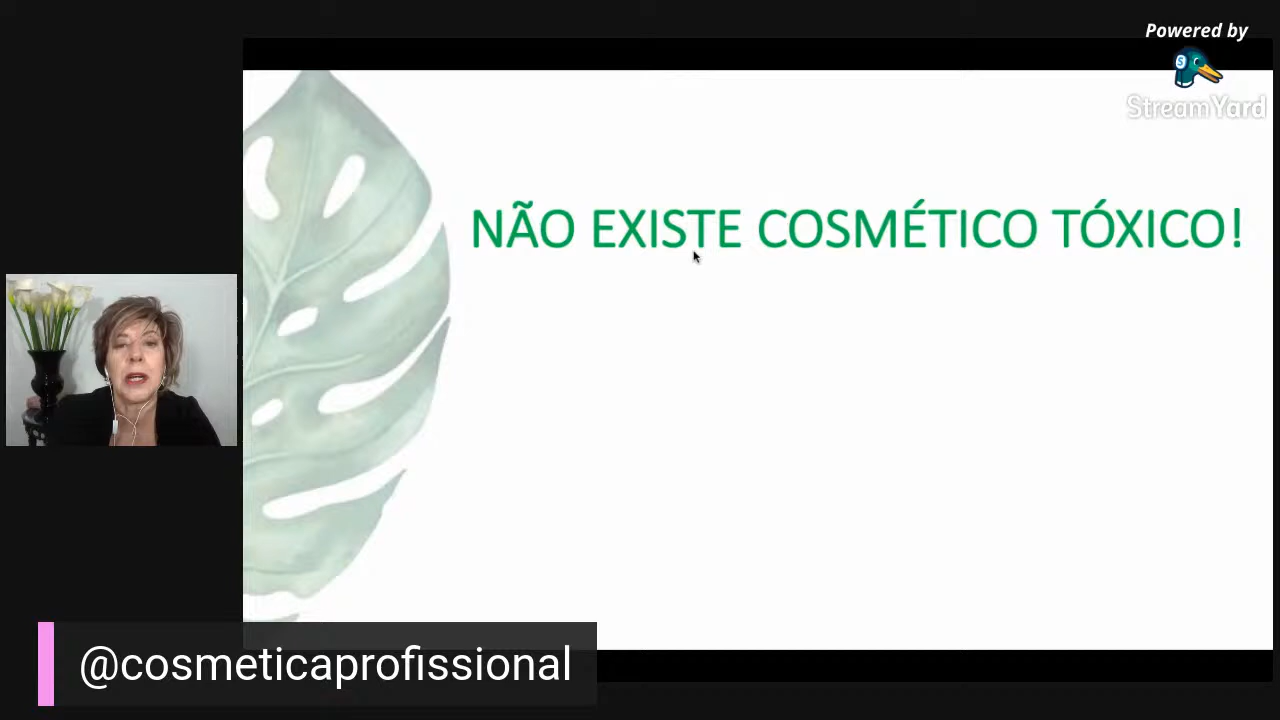 Powered by
StreamYard
NÃO EXISTE COSMÉTICO TÓXICO!
@cosmeticaprofissional